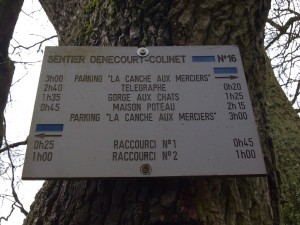 SENTIER DENECOURT-COLINET N°16
3h00 PARKING "LA CANCHE AUX MERCIERS"
2h40 TELEGRAPHE 0h20
1h35 GORGE AUX CHATS 1h25
0h45 MAISON POTEAU 2h15
PARKING "LA CANCHE AUX MERCIERS" 3h00
0h25 RACCOURCI N°1 0h45
1h00 RACCOURCI N°2 1h00